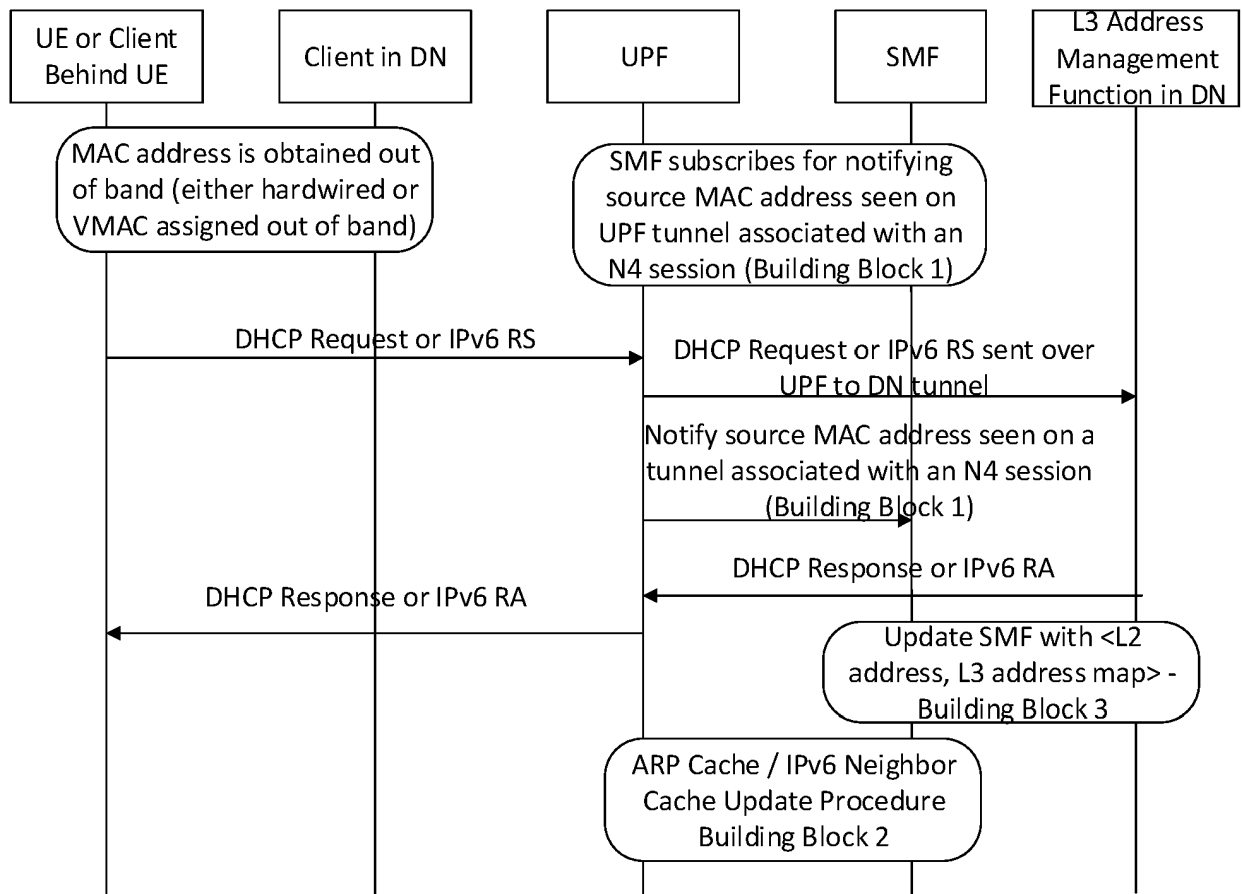 UE or Client
Behind UE
Client in DN
UPF
SMF
L3 Address
Management
Function in DN
MAC address is obtained out
of band (either hardwired or
VMAC assigned out of band)
SMF subscribes for notifying
source MAC address seen on
UPF tunnel associated with an
N4 session (Building Block 1)
DHCP Request or IPv6 RS
DHCP Request or IPv6 RS sent over
UPF to DN tunnel
Notify source MAC address seen on a
tunnel associated with an N4 session
(Building Block 1)
DHCP Response or IPv6 RA
DHCP Response or IPv6 RA
Update SMF with <L2
address, L3 address map> -
Building Block 3
ARP Cache / IPv6 Neighbor
Cache Update Procedure
Building Block 2